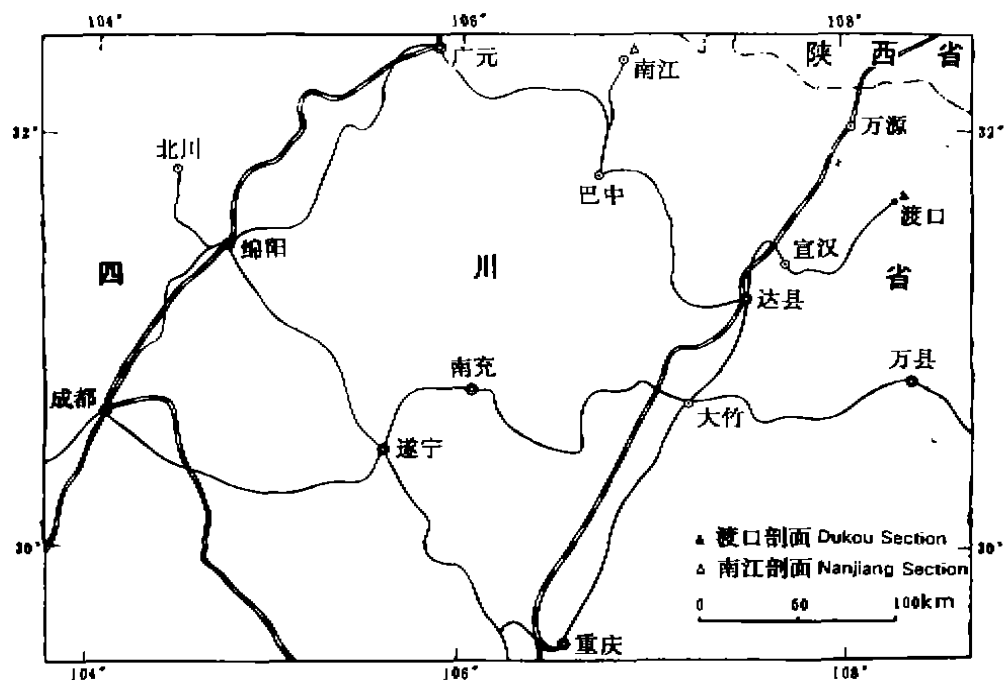 104°
106°
108°
陕西省
广元
南江
32°
万源
32°
北川
巴中
渡口
绵阳
宣汉
四川省
达县
万县
南充
成都
大竹
遂宁
30°
渡口剖面 Dukou Section
30°
南江剖面 Nanjiang Section
0 50 100km
重庆
104°
106°
108°